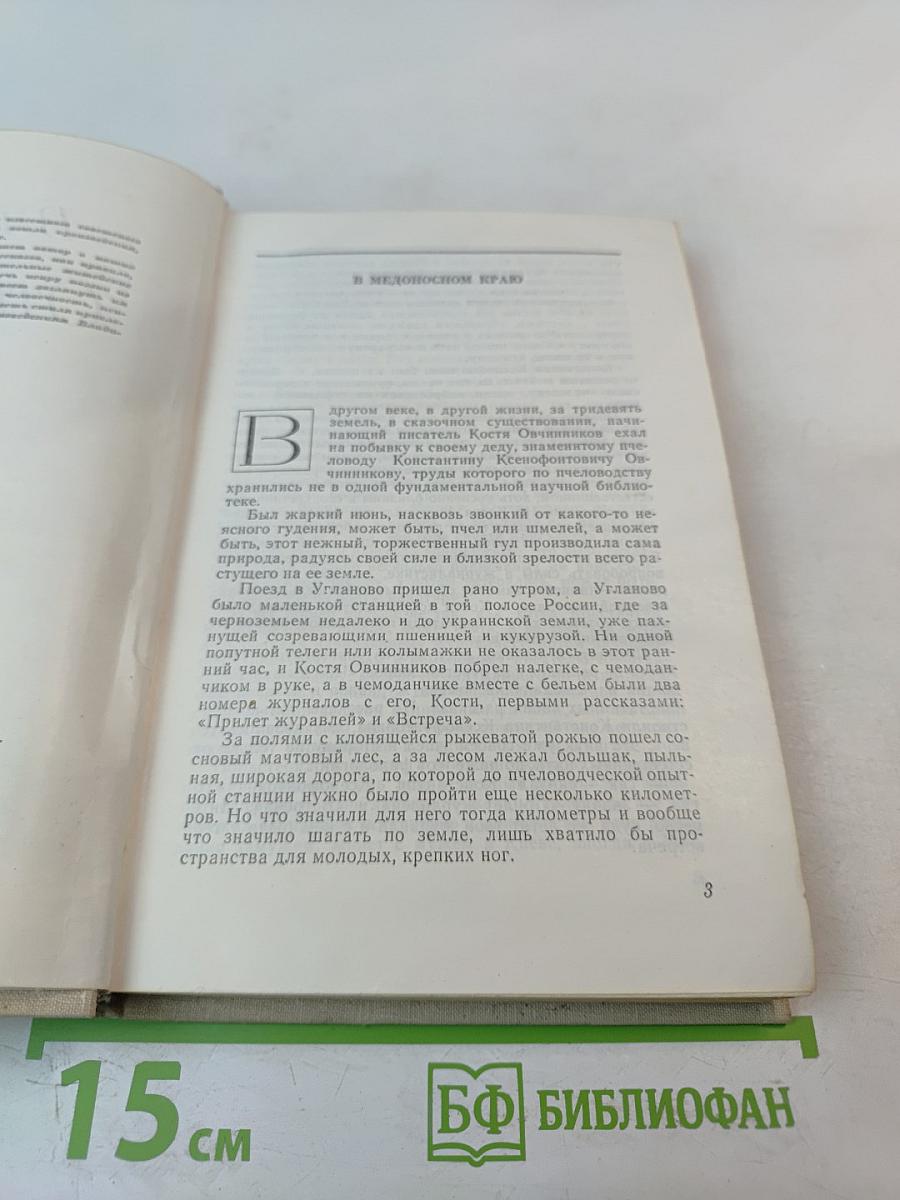 известным
земли произведения,
автор и
человечность,
стиля
Влади-
В МЕДОНОСНОМ КРАЮ
В другом веке, в другой жизни, за тридевять
земель, в сказочном существовании, начи-
нающий писатель Костя Овчинников ехал
на побывку к своему деду, знаменитому пче-
ловоду Константину Ксенофонтовичу Ов-
чинникову, труды которого по пчеловодству
хранились не в одной фундаментальной научной библио-
теке.
Был жаркий июнь, насквозь звонкий от какого-то не-
ясного гудения, может быть, пчел или шмелей, а может
быть, этот нежный, торжественный гул производила сама
природа, радуясь своей силе и близкой зрелости всего ра-
стущего на ее земле.
Поезд в Угланово пришел рано утром, а Угланово
было маленькой станцией в той полосе России, где за
черноземьем недалеко и до украинской земли, уже пах-
нущей созревающими пшеницей и кукурузой. Ни одной
попутной телеги или колымажки не оказалось в этот ран-
ний час, и Костя Овчинников побрел налегке, с чемодан-
чиком в руке, а в чемоданчике вместе с бельем были два
номера журналов с его, Кости, первыми рассказами:
«Прилет журавлей» и «Встреча».
За полями с клонящейся рыжеватой рожью пошел со-
сновый мачтовый лес, а за лесом лежал большак, пыль-
ная, широкая дорога, по которой до пчеловодческой опыт-
ной станции нужно было пройти еще несколько километ-
ров. Но что значили для него тогда километры и вообще
что значило шагать по земле, лишь хватило бы про-
странства для молодых, крепких ног.
3
15 см
БФ БИБЛИОФАН